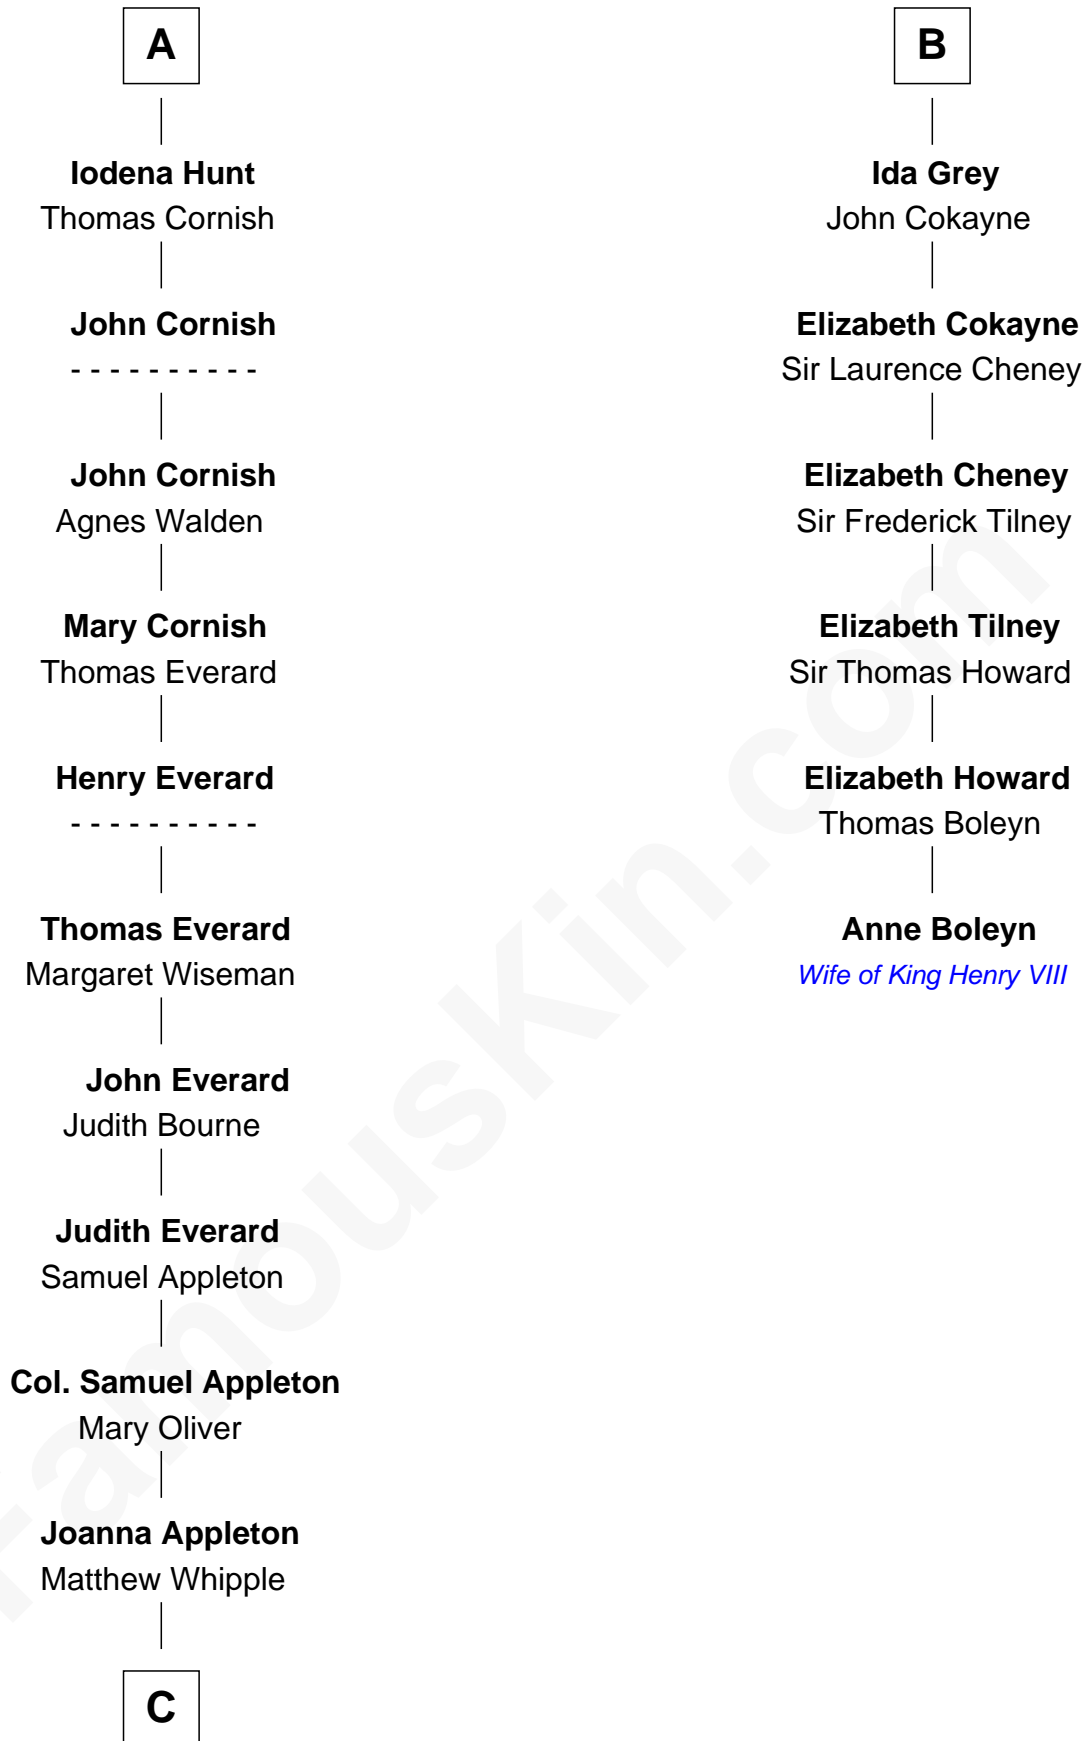 A
Iodena Hunt
Thomas Cornish
John Cornish
- - - - - - - - - -
John Cornish
Agnes Walden
Mary Cornish
Thomas Everard
Henry Everard
- - - - - - - - - -
Thomas Everard
Margaret Wiseman
John Everard
Judith Bourne
Judith Everard
Samuel Appleton
Col. Samuel Appleton
Mary Oliver
Joanna Appleton
Matthew Whipple
C
B
Ida Grey
John Cokayne
Elizabeth Cokayne
Sir Laurence Cheney
Elizabeth Cheney
Sir Frederick Tilney
Elizabeth Tilney
Sir Thomas Howard
Elizabeth Howard
Thomas Boleyn
Anne Boleyn
Wife of King Henry VIII
FamousKin.com